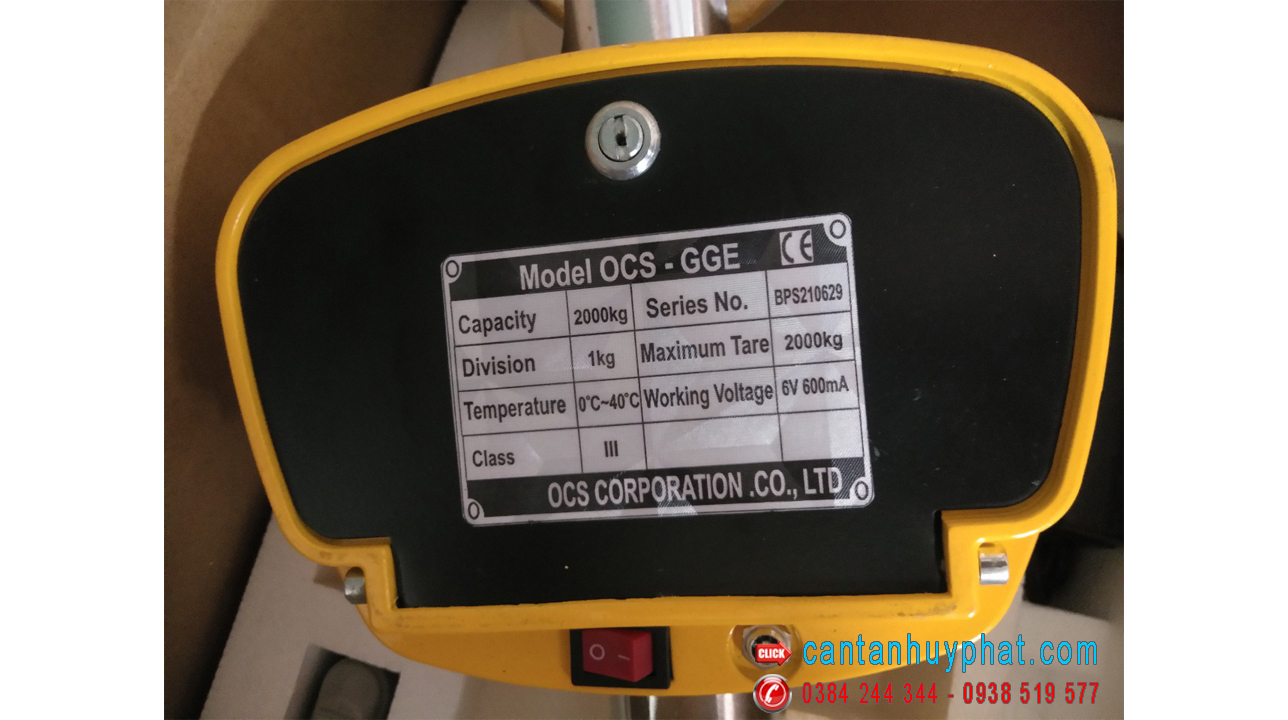 Model OCS - GGE CE
Capacity 2000kg Series No. BPS210629
Division 1kg Maximum Tare 2000kg
Temperature 0°C~40°C Working Voltage 6V 600mA
Class III
OCS CORPORATION .CO., LTD
CLICK cantanhuyphat.com
0384 244 344 - 0938 519 577